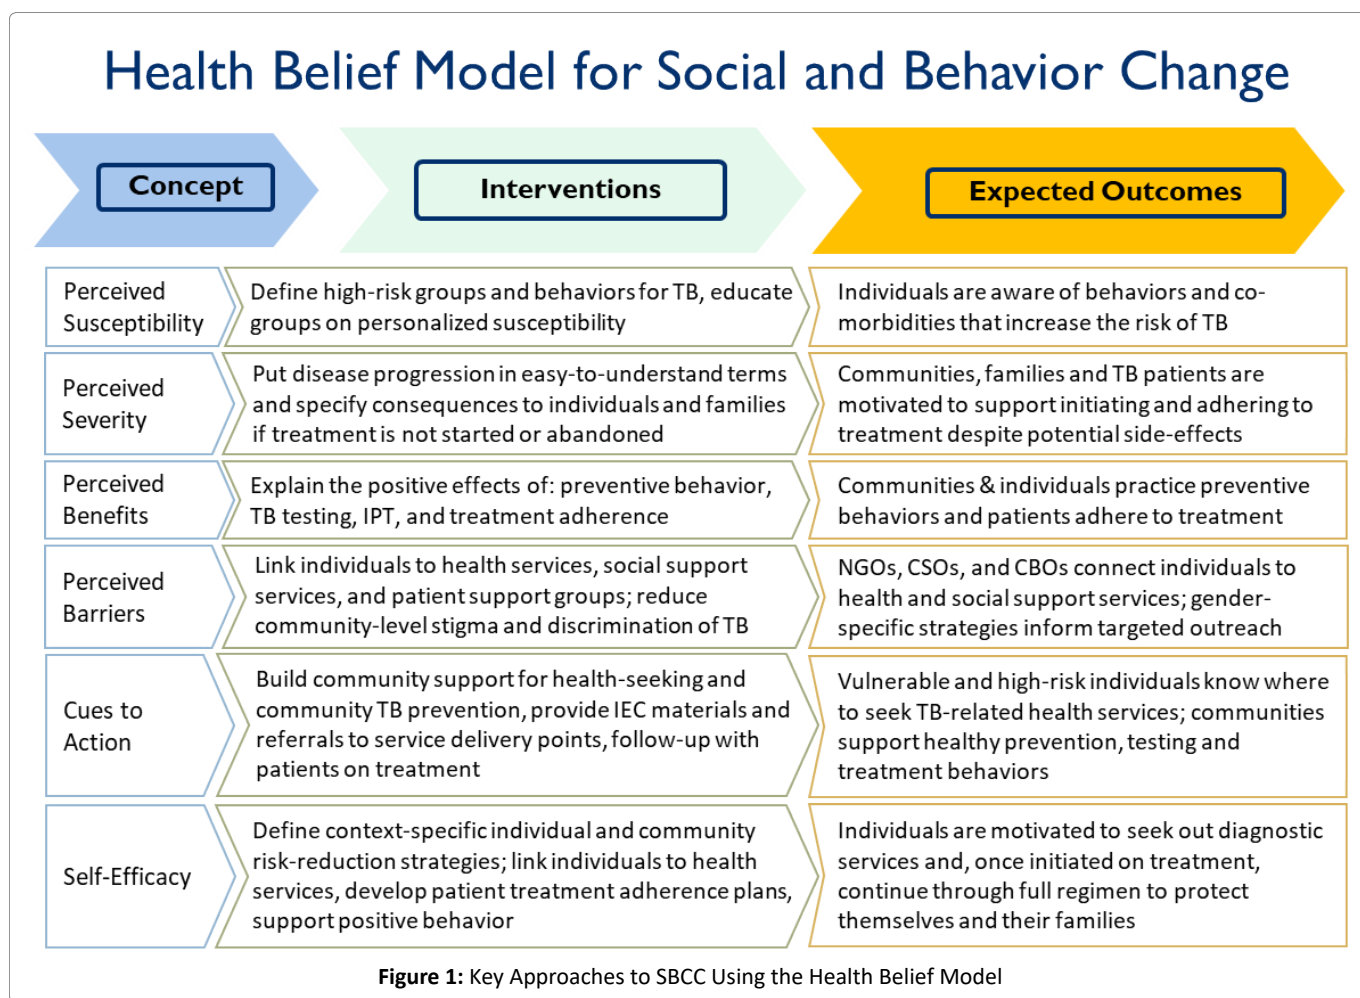 Health Belief Model for Social and Behavior Change
Concept
Interventions
Expected Outcomes
Perceived
Susceptibility
Define high-risk groups and behaviors for TB, educate
groups on personalized susceptibility
Individuals are aware of behaviors and co-
morbidities that increase the risk of TB
Perceived
Severity
Put disease progression in easy-to-understand terms
and specify consequences to individuals and families
if treatment is not started or abandoned
Communities, families and TB patients are
motivated to support initiating and adhering to
treatment despite potential side-effects
Perceived
Benefits
Explain the positive effects of: preventive behavior,
TB testing, IPT, and treatment adherence
Communities & individuals practice preventive
behaviors and patients adhere to treatment
Perceived
Barriers
Link individuals to health services, social support
services, and patient support groups; reduce
community-level stigma and discrimination of TB
NGOs, CSOs, and CBOs connect individuals to
health and social support services; gender-
specific strategies inform targeted outreach
Cues to
Action
Build community support for health-seeking and
community TB prevention, provide IEC materials and
referrals to service delivery points, follow-up with
patients on treatment
Vulnerable and high-risk individuals know where
to seek TB-related health services; communities
support healthy prevention, testing and
treatment behaviors
Self-Efficacy
Define context-specific individual and community
risk-reduction strategies; link individuals to health
services, develop patient treatment adherence plans,
support positive behavior
Individuals are motivated to seek out diagnostic
services and, once initiated on treatment,
continue through full regimen to protect
themselves and their families
Figure 1: Key Approaches to SBCC Using the Health Belief Model